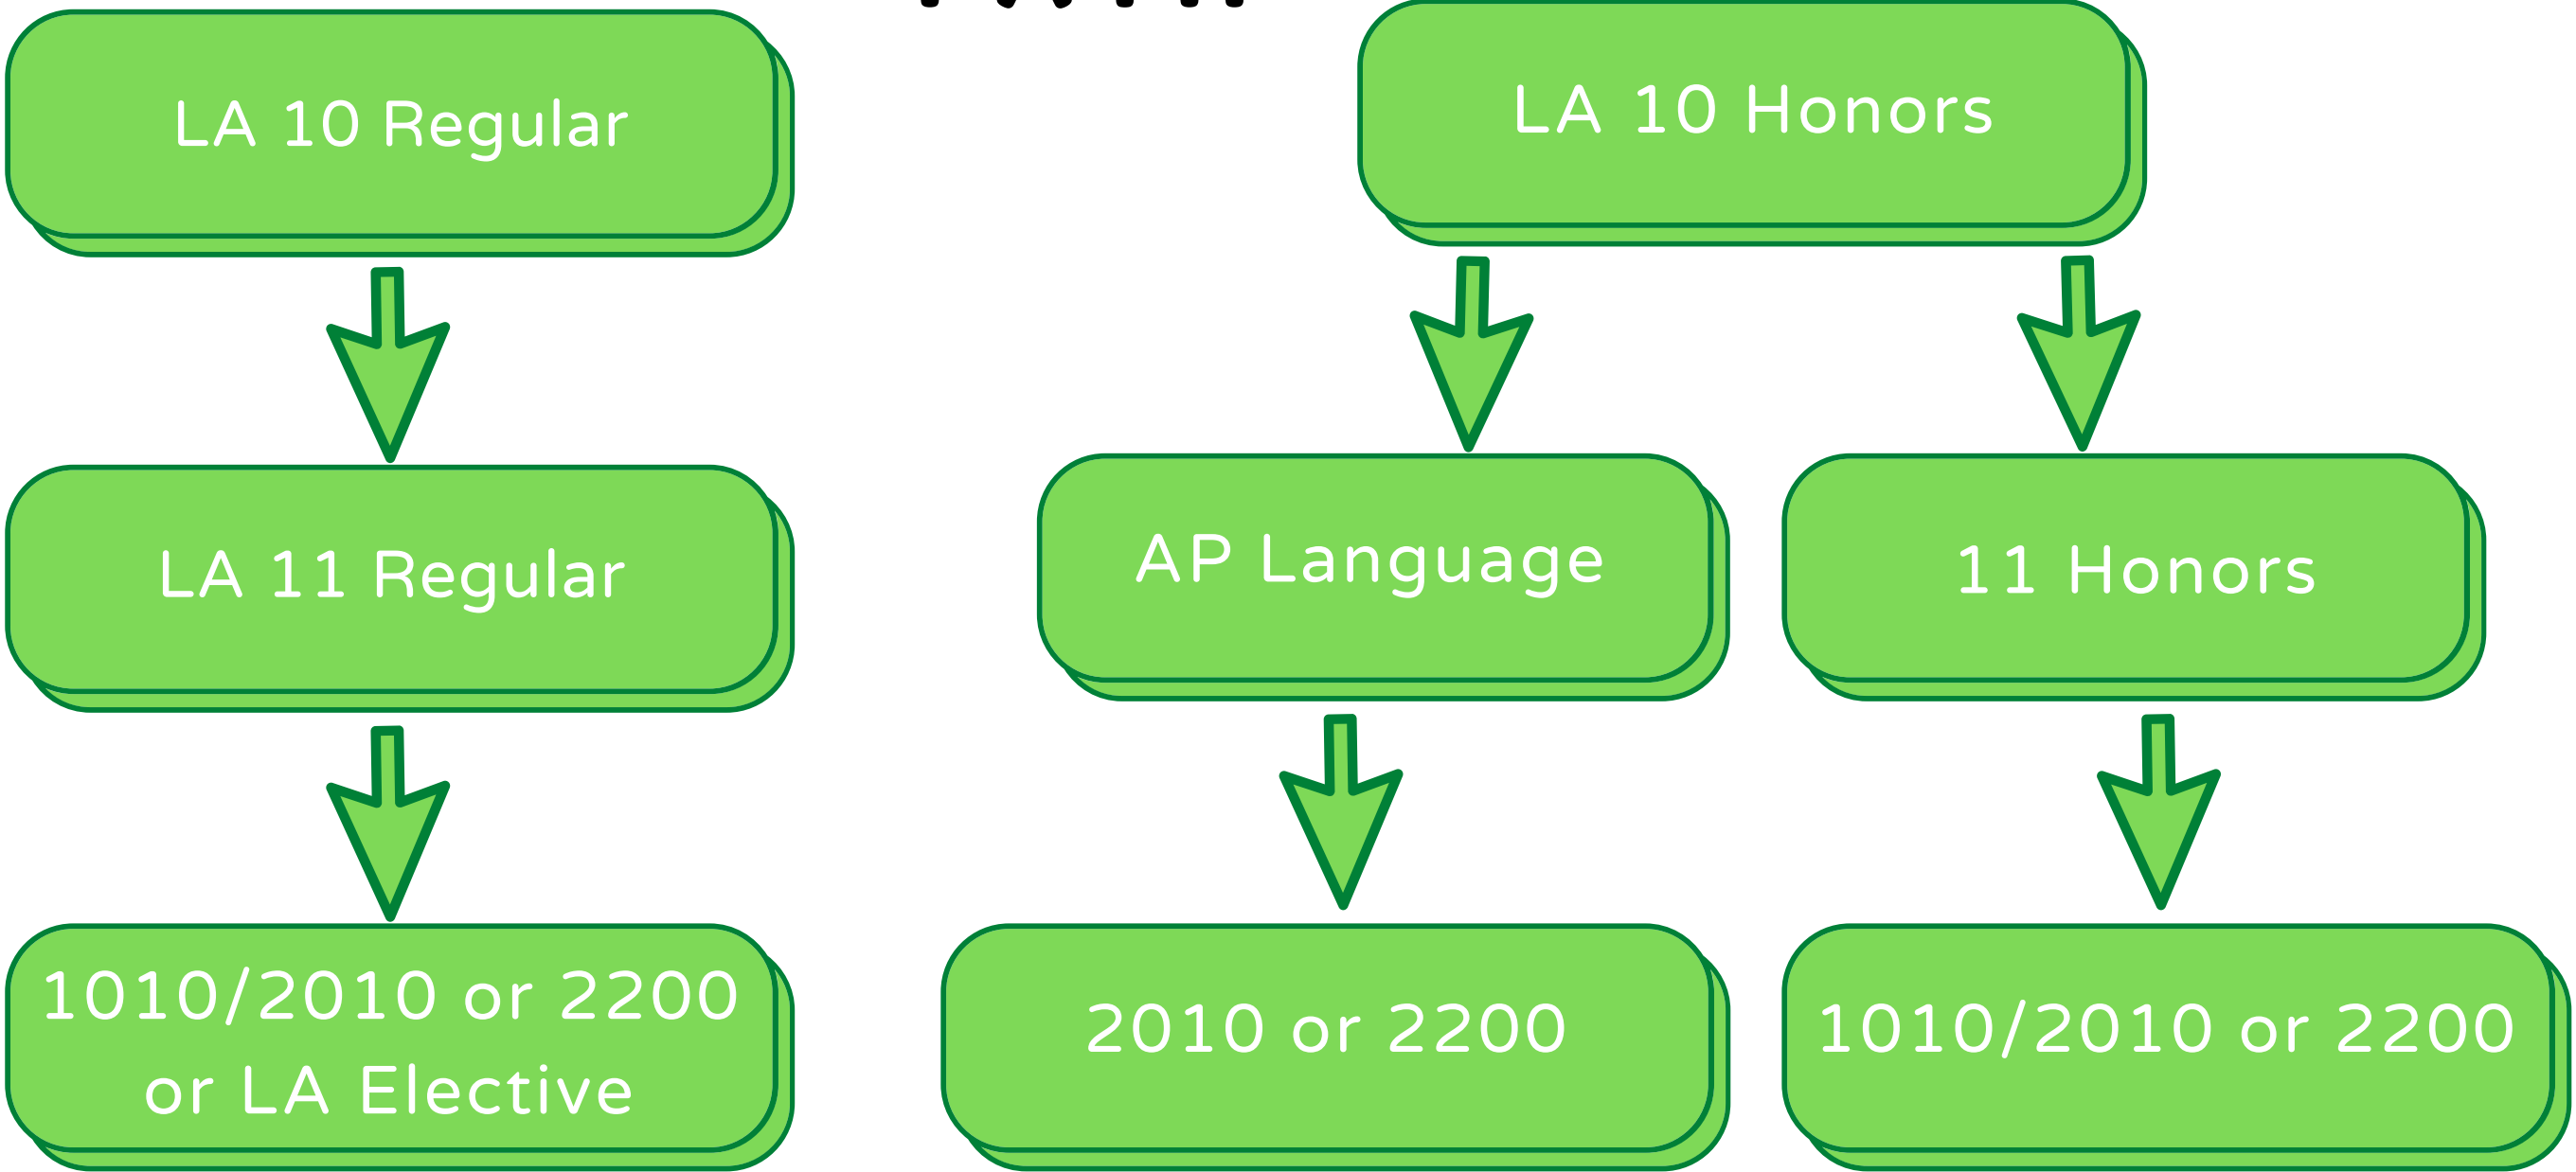 LA 10 Regular
LA 10 Honors
LA 11 Regular
AP Language
11 Honors
1010/2010 or 2200
or LA Elective
2010 or 2200
1010/2010 or 2200